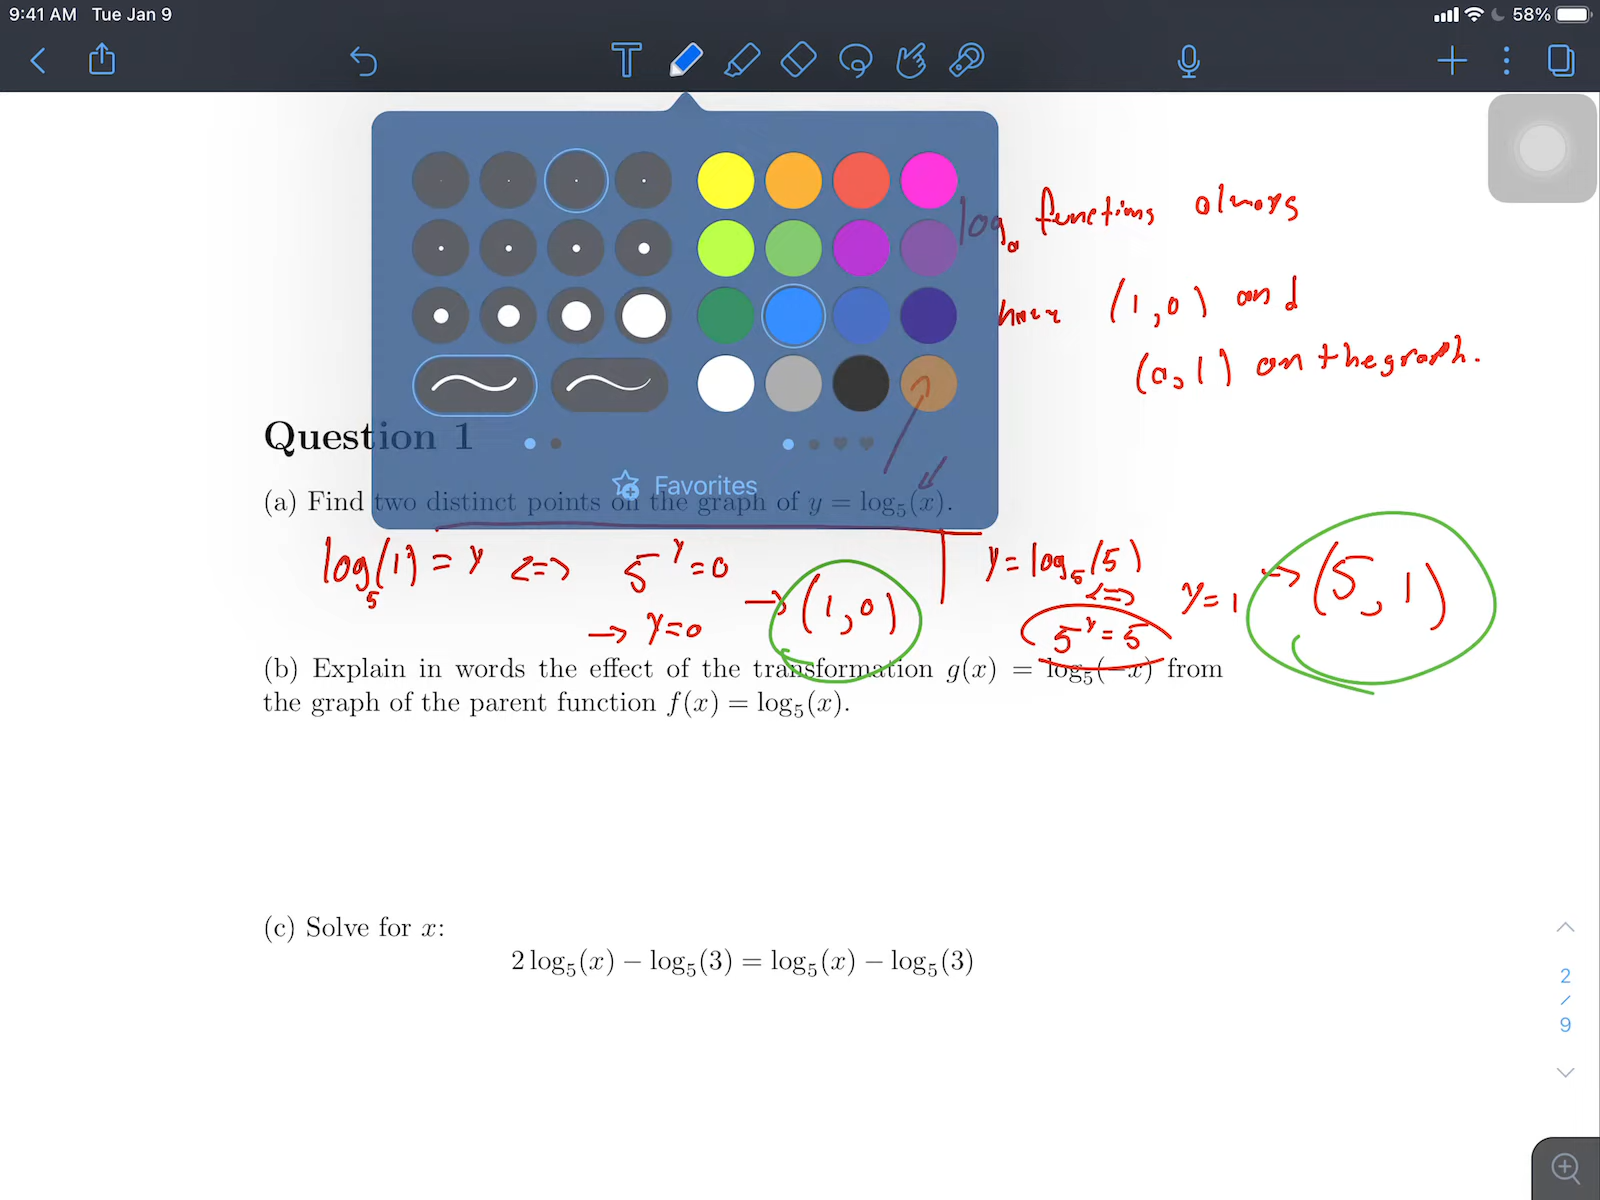 9:41 AM Tue Jan 9
58%
log_a functions always
have (1,0) and
(a,1) on the graph.
Question 1
Favorites
(a) Find two distinct points on the graph of y = log₅(x).
log₅(1) = y <=> 5^y = 0
→ y=0
→ (1,0)
y = log₅(5)
<=>
5^y = 5
y=1
→ (5,1)
(b) Explain in words the effect of the transformation g(x) = log₅(−x) from
the graph of the parent function f(x) = log₅(x).
(c) Solve for x:
2 log₅(x) − log₅(3) = log₅(x) − log₅(3)
2
/
9